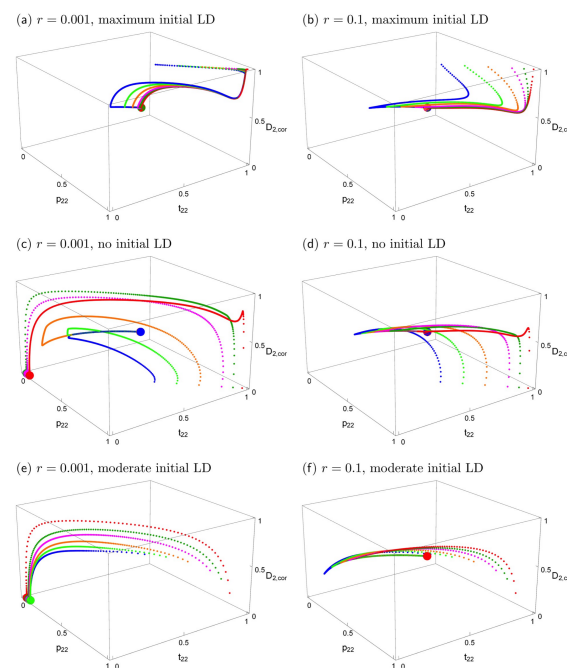 (a) r = 0.001, maximum initial LD
(b) r = 0.1, maximum initial LD
0
0.5
1
p22
0
0.5
1
t22
0
0.5
1
D2,cor
0
0.5
1
p22
0
0.5
1
t22
0
0.5
1
D2,cor
(c) r = 0.001, no initial LD
(d) r = 0.1, no initial LD
0
0.5
1
p22
0
0.5
1
t22
0
0.5
1
D2,cor
0
0.5
1
p22
0
0.5
1
t22
0
0.5
1
D2,cor
(e) r = 0.001, moderate initial LD
(f) r = 0.1, moderate initial LD
0
0.5
p22
0.5
t22
0.5
1
D2,cor
0
0.5
p22
0.5
t22
0.5
1
D2,cor